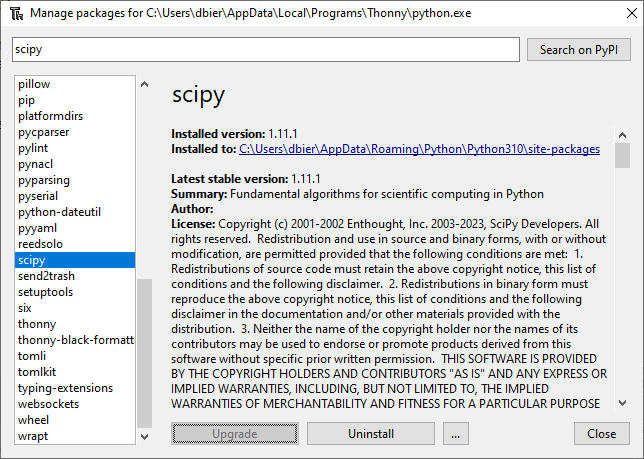 Manage packages for C:\Users\dbier\AppData\Local\Programs\Thonny\python.exe
scipy
Search on PyPI
pillow
pip
platformdirs
pycparser
pylint
pynacl
pyparsing
pyserial
python-dateutil
pyyaml
reedsolo
scipy
send2trash
setuptools
six
thonny
thonny-black-formatt
tomli
tomlkit
typing-extensions
websockets
wheel
wrapt
scipy
Installed version: 1.11.1
Installed to: C:\Users\dbier\AppData\Roaming\Python\Python310\site-packages
Latest stable version: 1.11.1
Summary: Fundamental algorithms for scientific computing in Python
Author:
License: Copyright (c) 2001-2002 Enthought, Inc. 2003-2023, SciPy Developers. All
rights reserved.  Redistribution and use in source and binary forms, with or without
modification, are permitted provided that the following conditions are met:  1.
Redistributions of source code must retain the above copyright notice, this list of
conditions and the following disclaimer.  2. Redistributions in binary form must
reproduce the above copyright notice, this list of conditions and the following
disclaimer in the documentation and/or other materials provided with the
distribution.  3. Neither the name of the copyright holder nor the names of its
contributors may be used to endorse or promote products derived from this
software without specific prior written permission.  THIS SOFTWARE IS PROVIDED
BY THE COPYRIGHT HOLDERS AND CONTRIBUTORS "AS IS" AND ANY EXPRESS OR
IMPLIED WARRANTIES, INCLUDING, BUT NOT LIMITED TO, THE IMPLIED
WARRANTIES OF MERCHANTABILITY AND FITNESS FOR A PARTICULAR PURPOSE
Upgrade
Uninstall
...
Close